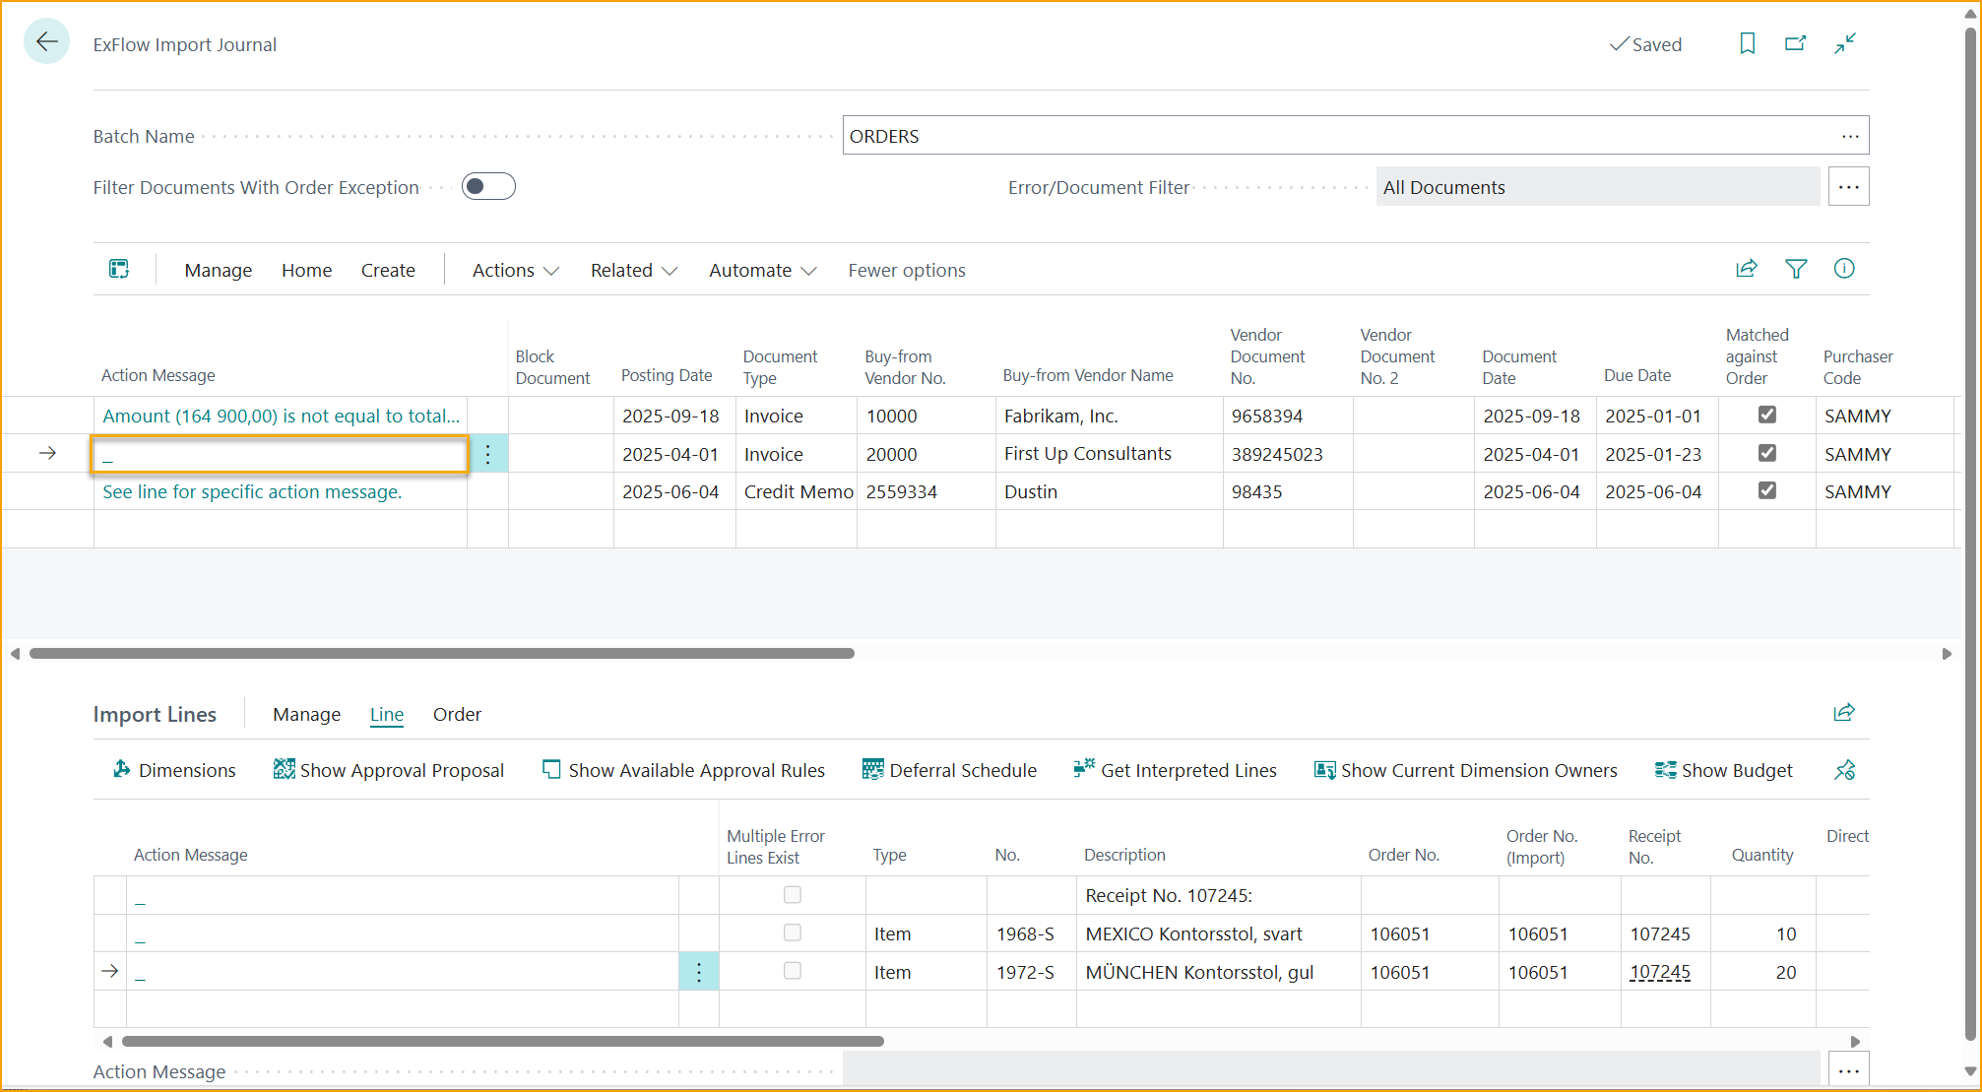 ExFlow Import Journal
Saved
Batch Name
ORDERS
Filter Documents With Order Exception
Error/Document Filter
All Documents
Manage Home Create Actions Related Automate Fewer options
Action Message Block Document Posting Date Document Type Buy-from Vendor No. Buy-from Vendor Name Vendor Document No. Vendor Document No. 2 Document Date Due Date Matched against Order Purchaser Code
Amount (164 900,00) is not equal to total... 2025-09-18 Invoice 10000 Fabrikam, Inc. 9658394 2025-09-18 2025-01-01 SAMMY
_ 2025-04-01 Invoice 20000 First Up Consultants 389245023 2025-04-01 2025-01-23 SAMMY
See line for specific action message. 2025-06-04 Credit Memo 2559334 Dustin 98435 2025-06-04 2025-06-04 SAMMY
Import Lines Manage Line Order
Dimensions Show Approval Proposal Show Available Approval Rules Deferral Schedule Get Interpreted Lines Show Current Dimension Owners Show Budget
Action Message Multiple Error Lines Exist Type No. Description Order No. Order No. (Import) Receipt No. Quantity Direct
_ Receipt No. 107245:
_ Item 1968-S MEXICO Kontorsstol, svart 106051 106051 107245 10
_ Item 1972-S MÜNCHEN Kontorsstol, gul 106051 106051 107245 20
Action Message